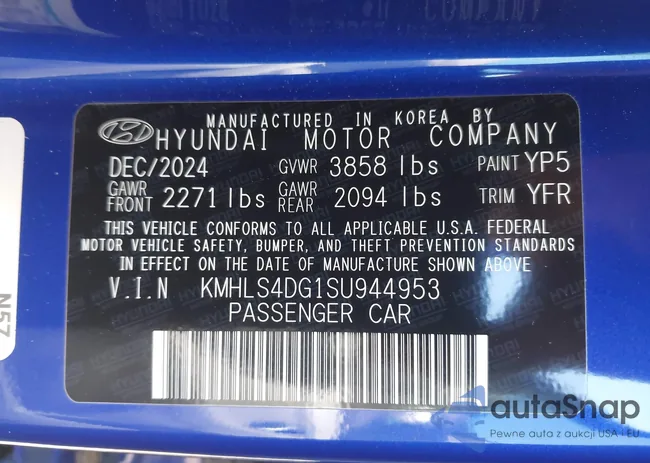 MANUFACTURED IN KOREA BY
HYUNDAI MOTOR COMPANY
DEC/2024 GVWR 3858 lbs PAINT YP5
GAWR FRONT 2271 lbs GAWR REAR 2094 lbs TRIM YFR
THIS VEHICLE CONFORMS TO ALL APPLICABLE U.S.A. FEDERAL
MOTOR VEHICLE SAFETY, BUMPER, AND THEFT PREVENTION STANDARDS
IN EFFECT ON THE DATE OF MANUFACTURE SHOWN ABOVE.
V.I.N KMHLS4DG1SU944953
PASSENGER CAR
N57
autoSnap
Pewne auta z aukcji USA i EU